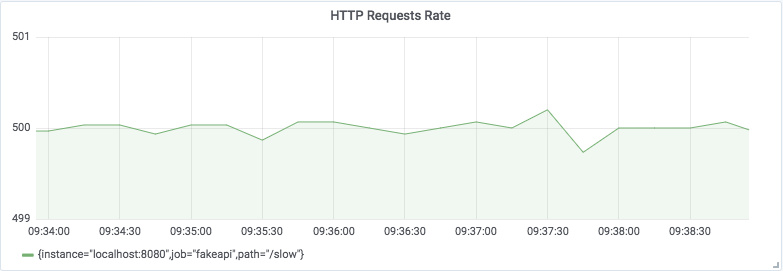 HTTP Requests Rate
501
500
499
09:34:00 09:34:30 09:35:00 09:35:30 09:36:00 09:36:30 09:37:00 09:37:30 09:38:00 09:38:30
{instance="localhost:8080",job="fakeapi",path="/slow"}